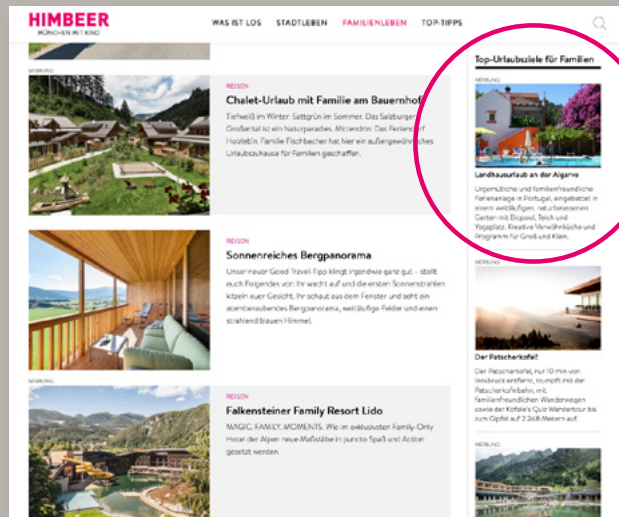 HIMBEER
MÜNCHEN MIT KIND
WAS IST LOS STADTLEBEN FAMILIENLEBEN TOP-TIPPS
WERBUNG
REISEN
Chalet-Urlaub mit Familie am Bauernhof
Tiefweiß im Winter. Sattgrün im Sommer. Das Salzburger
Großarltal ist ein Naturparadies. Mittendrin: Das Feriendorf
Holzlebn. Familie Fischbacher hat hier ein außergewöhnliches
Urlaubszuhause für Familien geschaffen.
REISEN
Sonnenreiches Bergpanorama
Unser neuer Good Travel-Tipp klingt irgendwie ganz gut – stellt
euch Folgendes vor: Ihr wacht auf und die ersten Sonnenstrahlen
kitzeln euer Gesicht. Ihr schaut aus dem Fenster und seht ein
atemberaubendes Bergpanorama, weitläufige Felder und einen
strahlend blauen Himmel.
WERBUNG
REISEN
Falkensteiner Family Resort Lido
MAGIC. FAMILY. MOMENTS. Wie im exklusivsten Family-Only
Hotel der Alpen neue Maßstäbe in puncto Spaß und Action
gesetzt werden.
Top-Urlaubsziele für Familien
WERBUNG
Landhausurlaub an der Algarve
Urgemütliche und familienfreundliche
Ferienanlage in Portugal, eingebettet in
einem weitläufigen, naturbelassenen
Garten mit Biopool, Teich und
Yogaplatz. Kreative Verwöhnküche und
Programm für Groß und Klein.
WERBUNG
Der Patscherkofel!
Der Patscherkofel, nur 10 min von
Innsbruck entfernt, trumpft mit der
Patscherkofelbahn, mit
familienfreundlichen Wanderwegen
sowie der Kofele's Quiz Wandertour bis
zum Gipfel auf 2.248 Metern auf.
WERBUNG